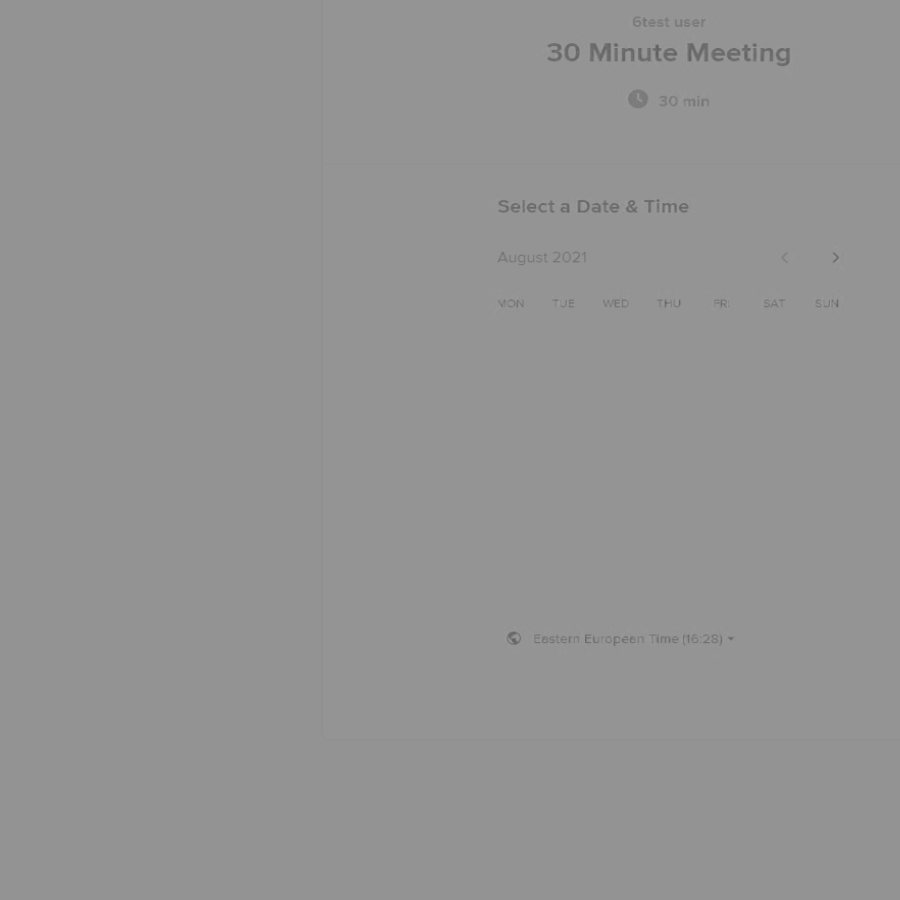 6test user
30 Minute Meeting
30 min
Select a Date & Time
August 2021
MON TUE WED THU FRI SAT SUN
Eastern European Time (16:28)